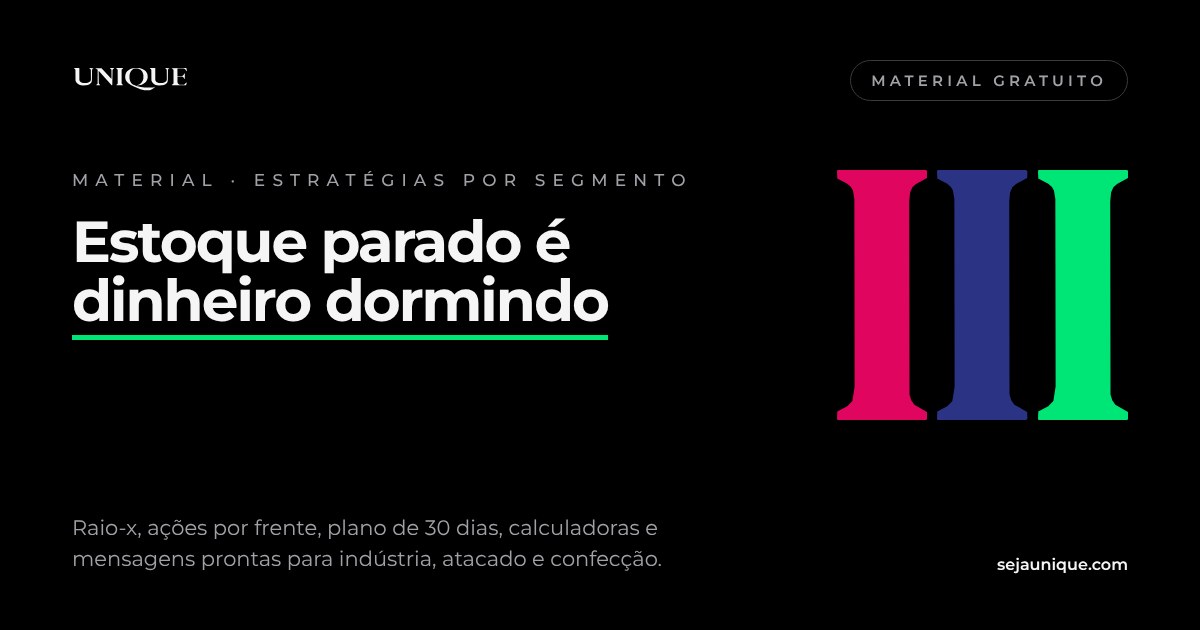 UNIQUE
MATERIAL GRATUITO
MATERIAL · ESTRATÉGIAS POR SEGMENTO
Estoque parado é
dinheiro dormindo
Raio-x, ações por frente, plano de 30 dias, calculadoras e
mensagens prontas para indústria, atacado e confecção.
sejaunique.com